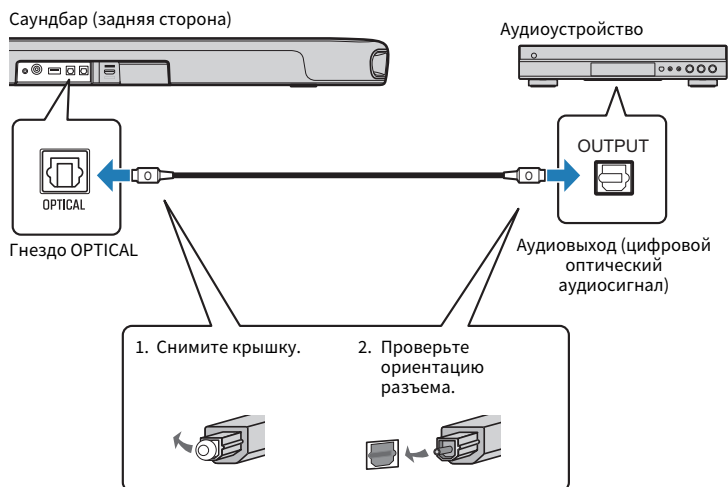 Саундбар (задняя сторона)
Аудиоустройство
OUTPUT
OPTICAL
Гнездо OPTICAL
Аудиовыход (цифровой
оптический
аудиосигнал)
1. Снимите крышку.
2. Проверьте
ориентацию
разъема.